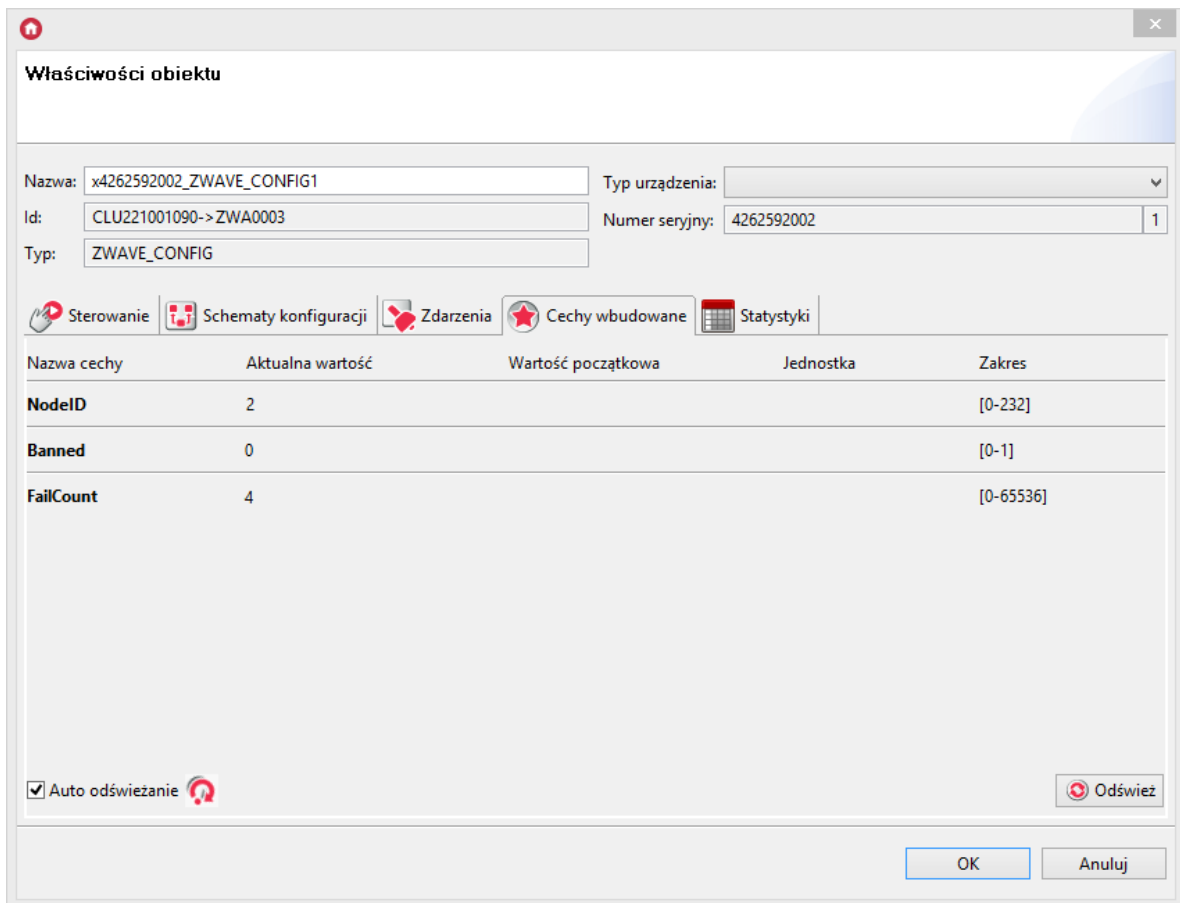 Właściwości obiektu
Nazwa: x4262592002_ZWAVE_CONFIG1 Typ urządzenia:
Id: CLU221001090->ZWA0003 Numer seryjny: 4262592002 1
Typ: ZWAVE_CONFIG
Sterowanie Schematy konfiguracji Zdarzenia Cechy wbudowane Statystyki
Nazwa cechy Aktualna wartość Wartość początkowa Jednostka Zakres
NodeID 2 [0-232]
Banned 0 [0-1]
FailCount 4 [0-65536]
Auto odświeżanie Odśwież
OK Anuluj